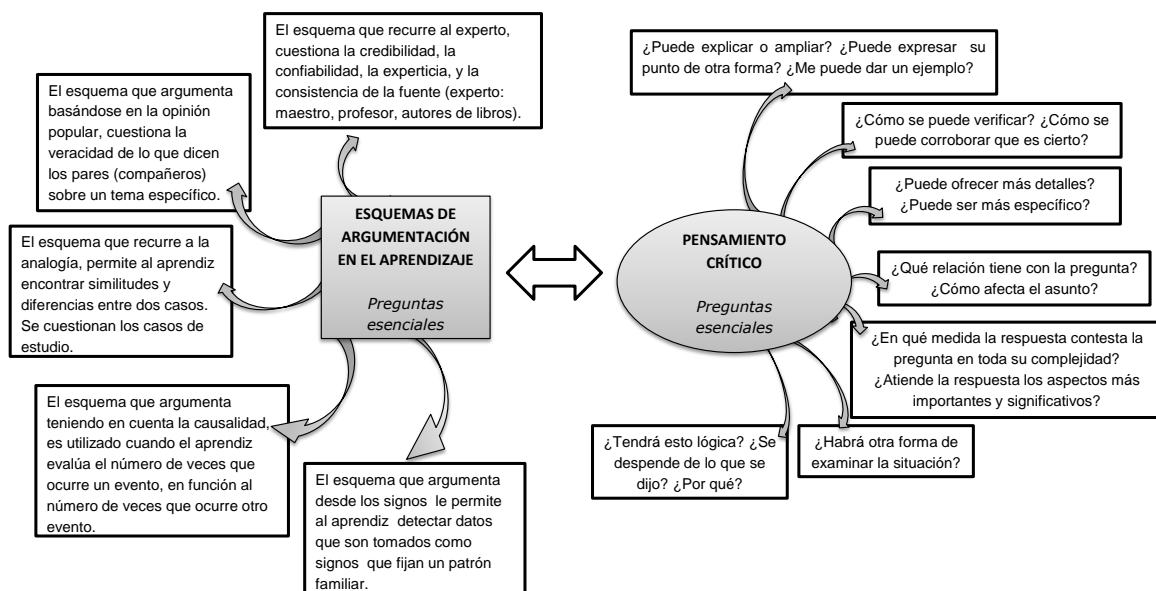 El esquema que recurre al experto,
cuestiona la credibilidad, la
confiabilidad, la experticia, y la
consistencia de la fuente (experto:
maestro, profesor, autores de libros).
El esquema que argumenta
basándose en la opinión
popular, cuestiona la
veracidad de lo que dicen
los pares (compañeros)
sobre un tema específico.
El esquema que recurre a la
analogía, permite al aprendiz
encontrar similitudes y
diferencias entre dos casos.
Se cuestionan los casos de
estudio.
El esquema que argumenta
teniendo en cuenta la causalidad,
es utilizado cuando el aprendiz
evalúa el número de veces que
ocurre un evento, en función al
número de veces que ocurre otro
evento.
El esquema que argumenta
desde los signos le permite
al aprendiz detectar datos
que son tomados como
signos que fijan un patrón
familiar.
ESQUEMAS DE
ARGUMENTACIÓN
EN EL APRENDIZAJE
Preguntas
esenciales
PENSAMIENTO
CRÍTICO
Preguntas
esenciales
¿Puede explicar o ampliar? ¿Puede expresar su
punto de otra forma? ¿Me puede dar un ejemplo?
¿Cómo se puede verificar? ¿Cómo se
puede corroborar que es cierto?
¿Puede ofrecer más detalles?
¿Puede ser más específico?
¿Qué relación tiene con la pregunta?
¿Cómo afecta el asunto?
¿En qué medida la respuesta contesta la
pregunta en toda su complejidad?
¿Atiende la respuesta los aspectos más
importantes y significativos?
¿Habrá otra forma de
examinar la situación?
¿Tendrá esto lógica? ¿Se
despende de lo que se
dijo? ¿Por qué?